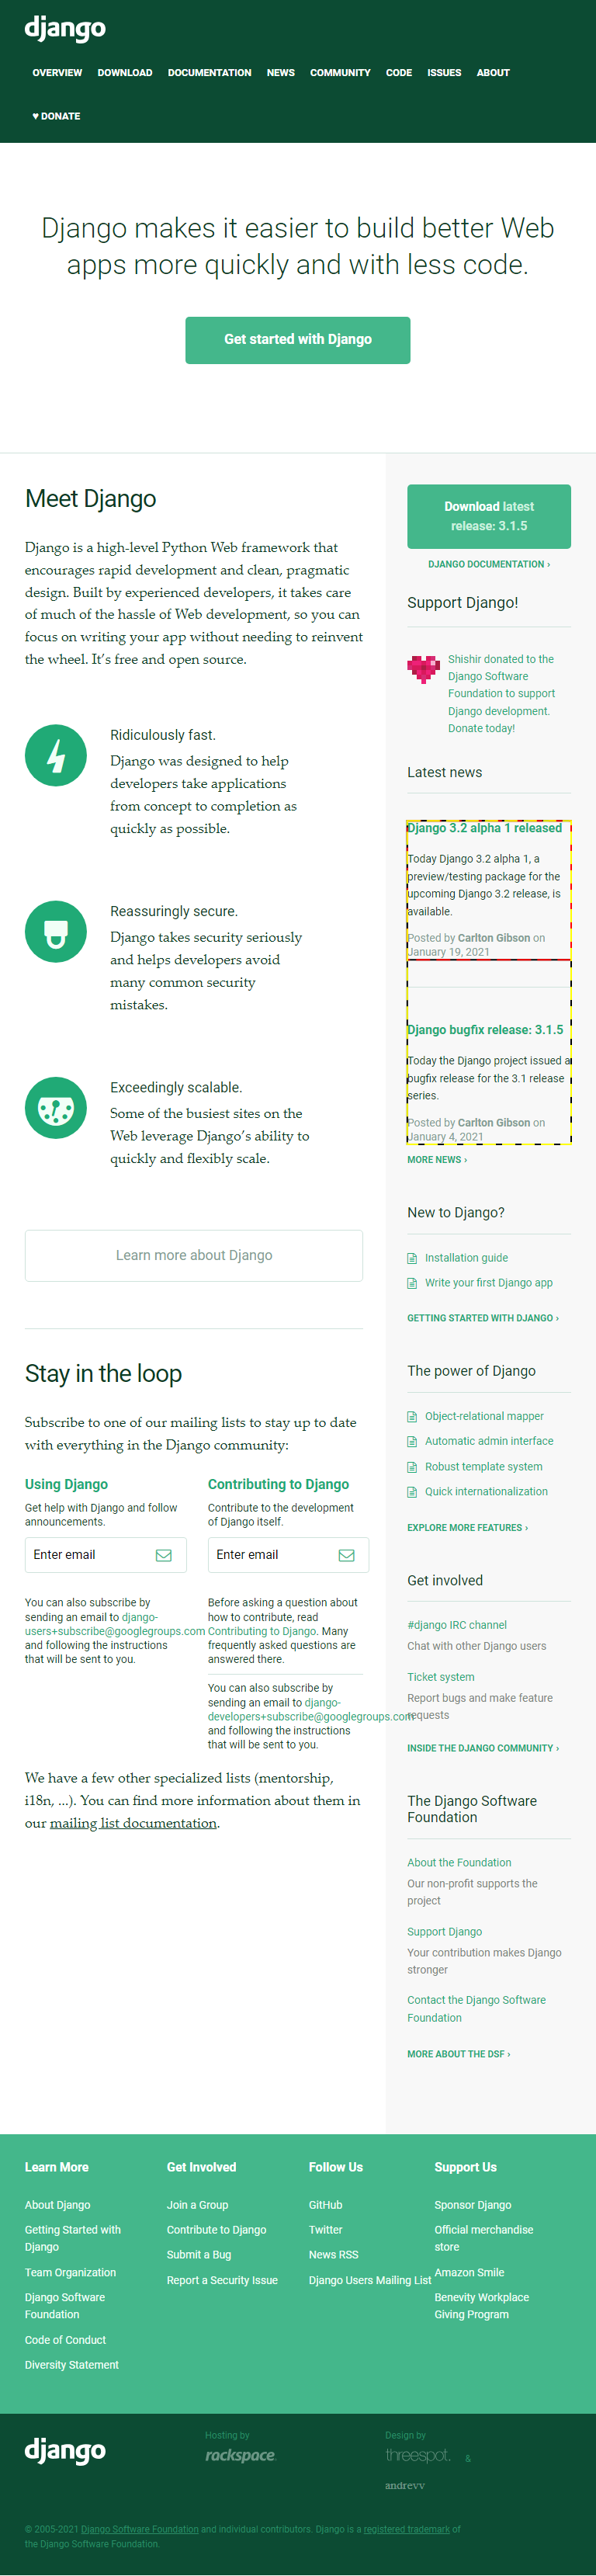 django
OVERVIEW DOWNLOAD DOCUMENTATION NEWS COMMUNITY CODE ISSUES ABOUT
♥ DONATE
Django makes it easier to build better Web
apps more quickly and with less code.
Get started with Django
Meet Django
Django is a high-level Python Web framework that
encourages rapid development and clean, pragmatic
design. Built by experienced developers, it takes care
of much of the hassle of Web development, so you can
focus on writing your app without needing to reinvent
the wheel. It’s free and open source.
Ridiculously fast.
Django was designed to help
developers take applications
from concept to completion as
quickly as possible.
Reassuringly secure.
Django takes security seriously
and helps developers avoid
many common security
mistakes.
Exceedingly scalable.
Some of the busiest sites on the
Web leverage Django’s ability to
quickly and flexibly scale.
Learn more about Django
Stay in the loop
Subscribe to one of our mailing lists to stay up to date
with everything in the Django community:
Using Django
Get help with Django and follow
announcements.
Enter email
You can also subscribe by
sending an email to django-
users+subscribe@googlegroups.com
and following the instructions
that will be sent to you.
Contributing to Django
Contribute to the development
of Django itself.
Enter email
Before asking a question about
how to contribute, read
Contributing to Django. Many
frequently asked questions are
answered there.
You can also subscribe by
sending an email to django-
developers+subscribe@googlegroups.com
and following the instructions
that will be sent to you.
We have a few other specialized lists (mentorship,
i18n, ...). You can find more information about them in
our mailing list documentation.
Download latest
release: 3.1.5
DJANGO DOCUMENTATION ›
Support Django!
Shishir donated to the
Django Software
Foundation to support
Django development.
Donate today!
Latest news
Django 3.2 alpha 1 released
Today Django 3.2 alpha 1, a
preview/testing package for the
upcoming Django 3.2 release, is
available.
Posted by Carlton Gibson on
January 19, 2021
Django bugfix release: 3.1.5
Today the Django project issued a
bugfix release for the 3.1 release
series.
Posted by Carlton Gibson on
January 4, 2021
MORE NEWS ›
New to Django?
Installation guide
Write your first Django app
GETTING STARTED WITH DJANGO ›
The power of Django
Object-relational mapper
Automatic admin interface
Robust template system
Quick internationalization
EXPLORE MORE FEATURES ›
Get involved
#django IRC channel
Chat with other Django users
Ticket system
Report bugs and make feature
requests
INSIDE THE DJANGO COMMUNITY ›
The Django Software
Foundation
About the Foundation
Our non-profit supports the
project
Support Django
Your contribution makes Django
stronger
Contact the Django Software
Foundation
MORE ABOUT THE DSF ›
Learn More
About Django
Getting Started with
Django
Team Organization
Django Software
Foundation
Code of Conduct
Diversity Statement
Get Involved
Join a Group
Contribute to Django
Submit a Bug
Report a Security Issue
Follow Us
GitHub
Twitter
News RSS
Django Users Mailing List
Support Us
Sponsor Django
Official merchandise
store
Amazon Smile
Benevity Workplace
Giving Program
django
Hosting by
rackspace.
Design by
threespot. &
andrevv
© 2005-2021 Django Software Foundation and individual contributors. Django is a registered trademark of
the Django Software Foundation.